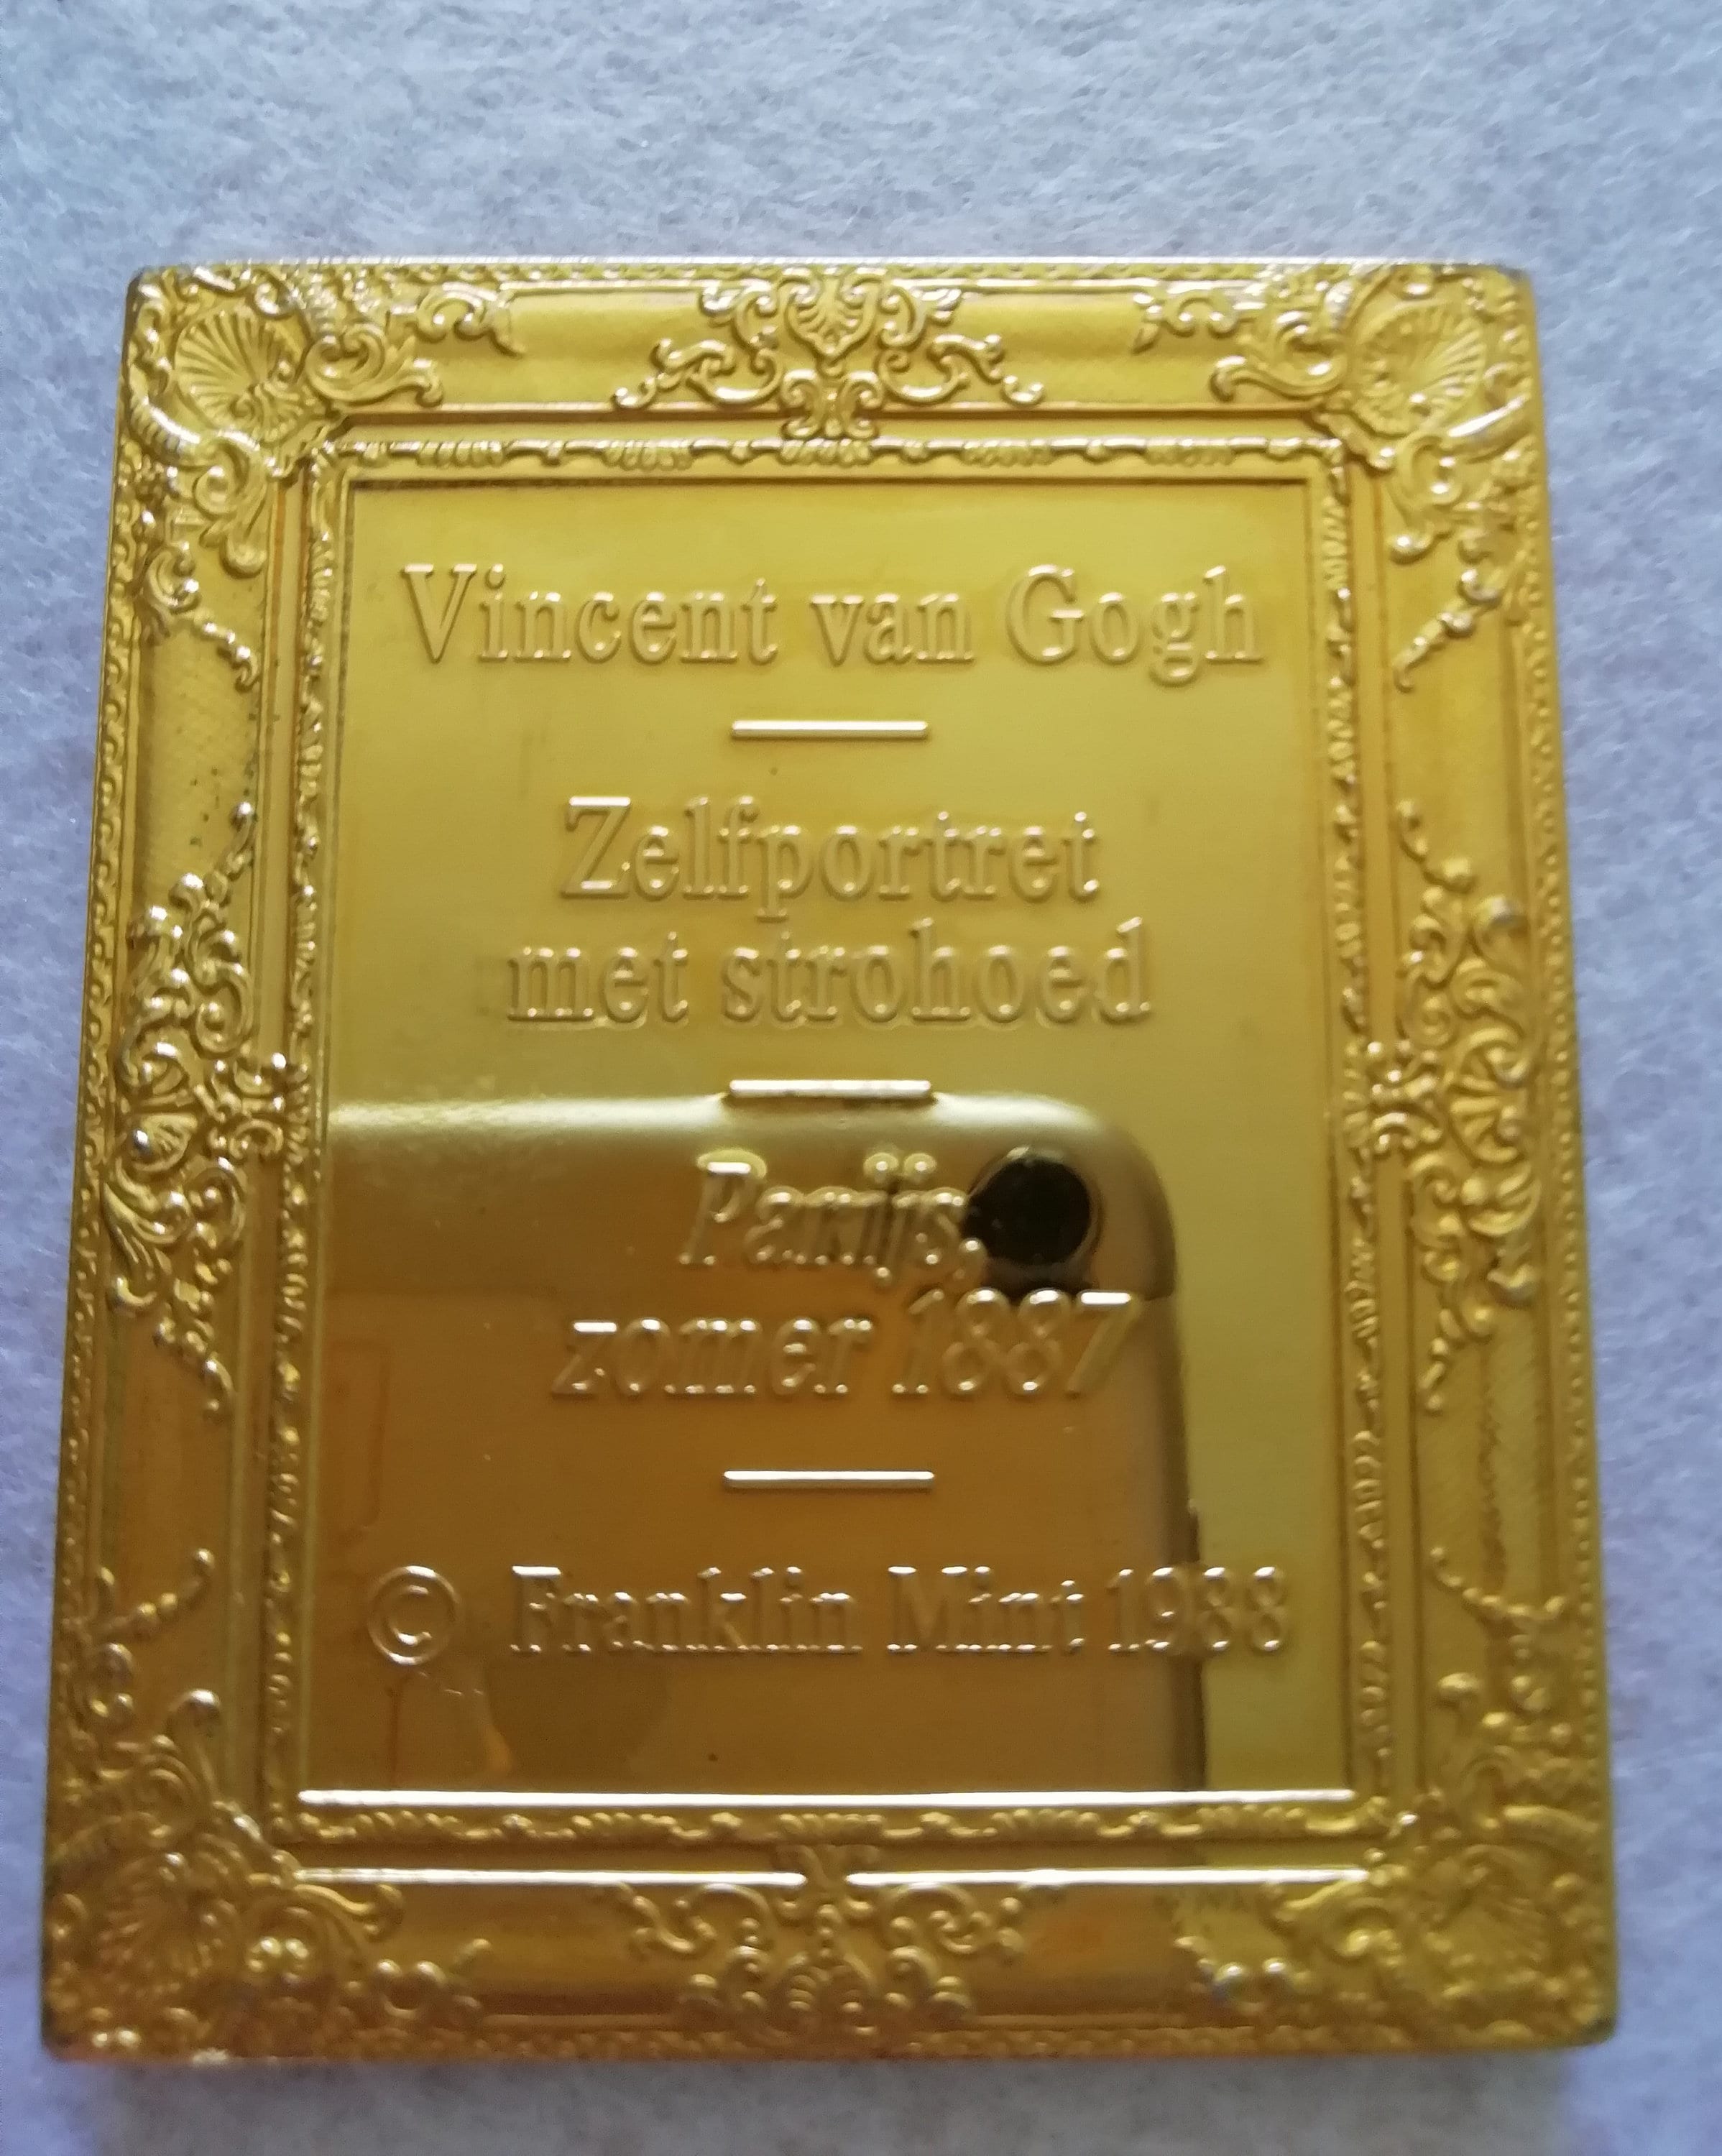 Vincent van Gogh
Zelfportret
met strohoed
Parijs,
zomer 1887
© Franklin Mint 1988